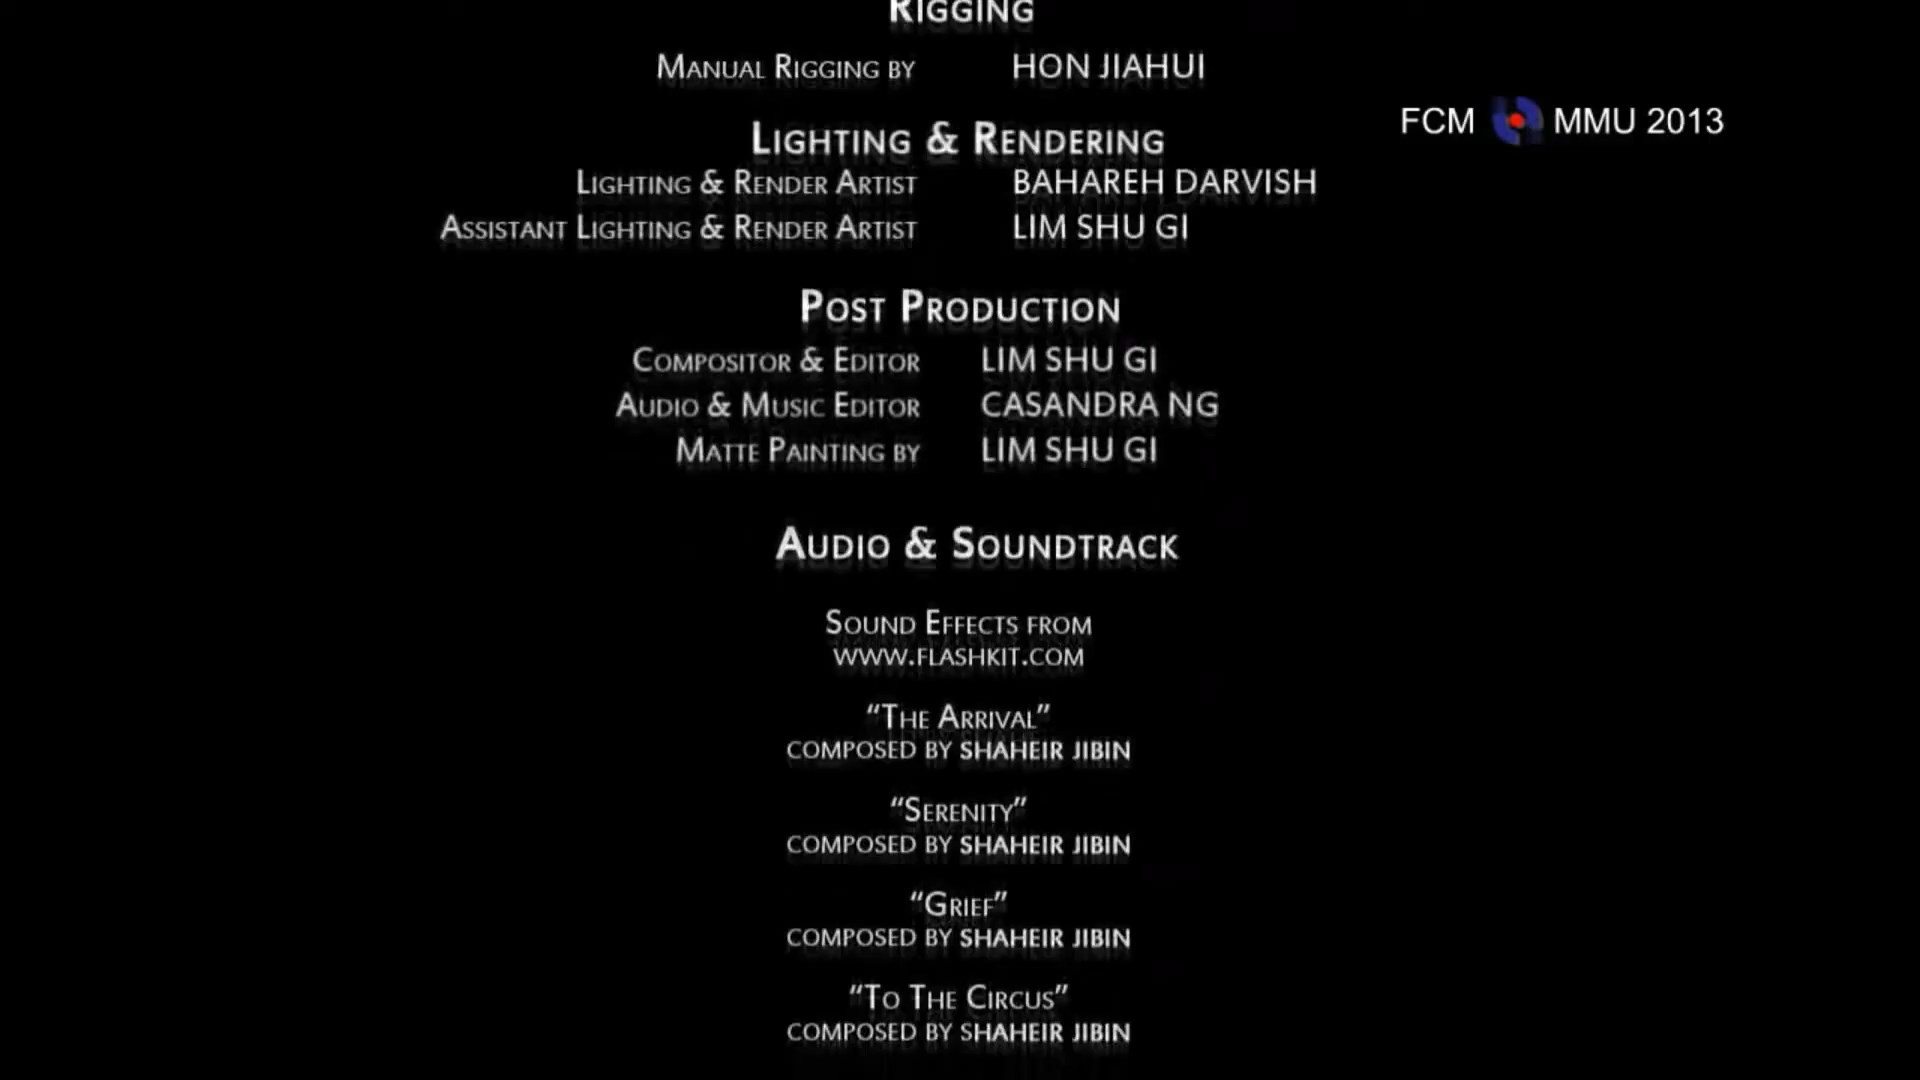 RIGGING
MANUAL RIGGING BY HON JIAHUI
FCM MMU 2013
LIGHTING & RENDERING
LIGHTING & RENDER ARTIST BAHAREH DARVISH
ASSISTANT LIGHTING & RENDER ARTIST LIM SHU GI
POST PRODUCTION
COMPOSITOR & EDITOR LIM SHU GI
AUDIO & MUSIC EDITOR CASANDRA NG
MATTE PAINTING BY LIM SHU GI
AUDIO & SOUNDTRACK
SOUND EFFECTS FROM
WWW.FLASHKIT.COM
“THE ARRIVAL”
COMPOSED BY SHAHEIR JIBIN
“SERENITY”
COMPOSED BY SHAHEIR JIBIN
“GRIEF”
COMPOSED BY SHAHEIR JIBIN
“TO THE CIRCUS”
COMPOSED BY SHAHEIR JIBIN